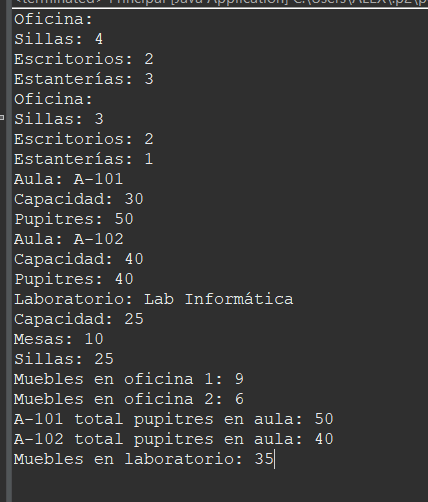 <terminated> Principal [Java Application] C:\Users\ALEX\.p2\p
Oficina:
Sillas: 4
Escritorios: 2
Estanterías: 3
Oficina:
Sillas: 3
Escritorios: 2
Estanterías: 1
Aula: A-101
Capacidad: 30
Pupitres: 50
Aula: A-102
Capacidad: 40
Pupitres: 40
Laboratorio: Lab Informática
Capacidad: 25
Mesas: 10
Sillas: 25
Muebles en oficina 1: 9
Muebles en oficina 2: 6
A-101 total pupitres en aula: 50
A-102 total pupitres en aula: 40
Muebles en laboratorio: 35